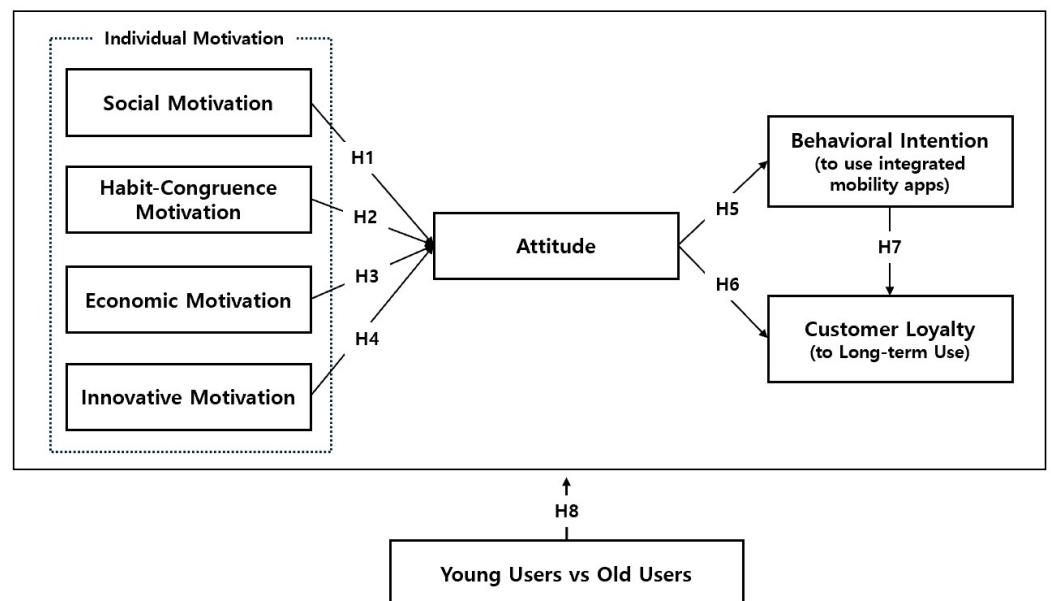 Individual Motivation
Social Motivation
H1
Habit-Congruence
Motivation
H2
Economic Motivation
H3
Innovative Motivation
H4
Attitude
H5
H6
Behavioral Intention
(to use integrated
mobility apps)
H7
Customer Loyalty
(to Long-term Use)
H8
Young Users vs Old Users